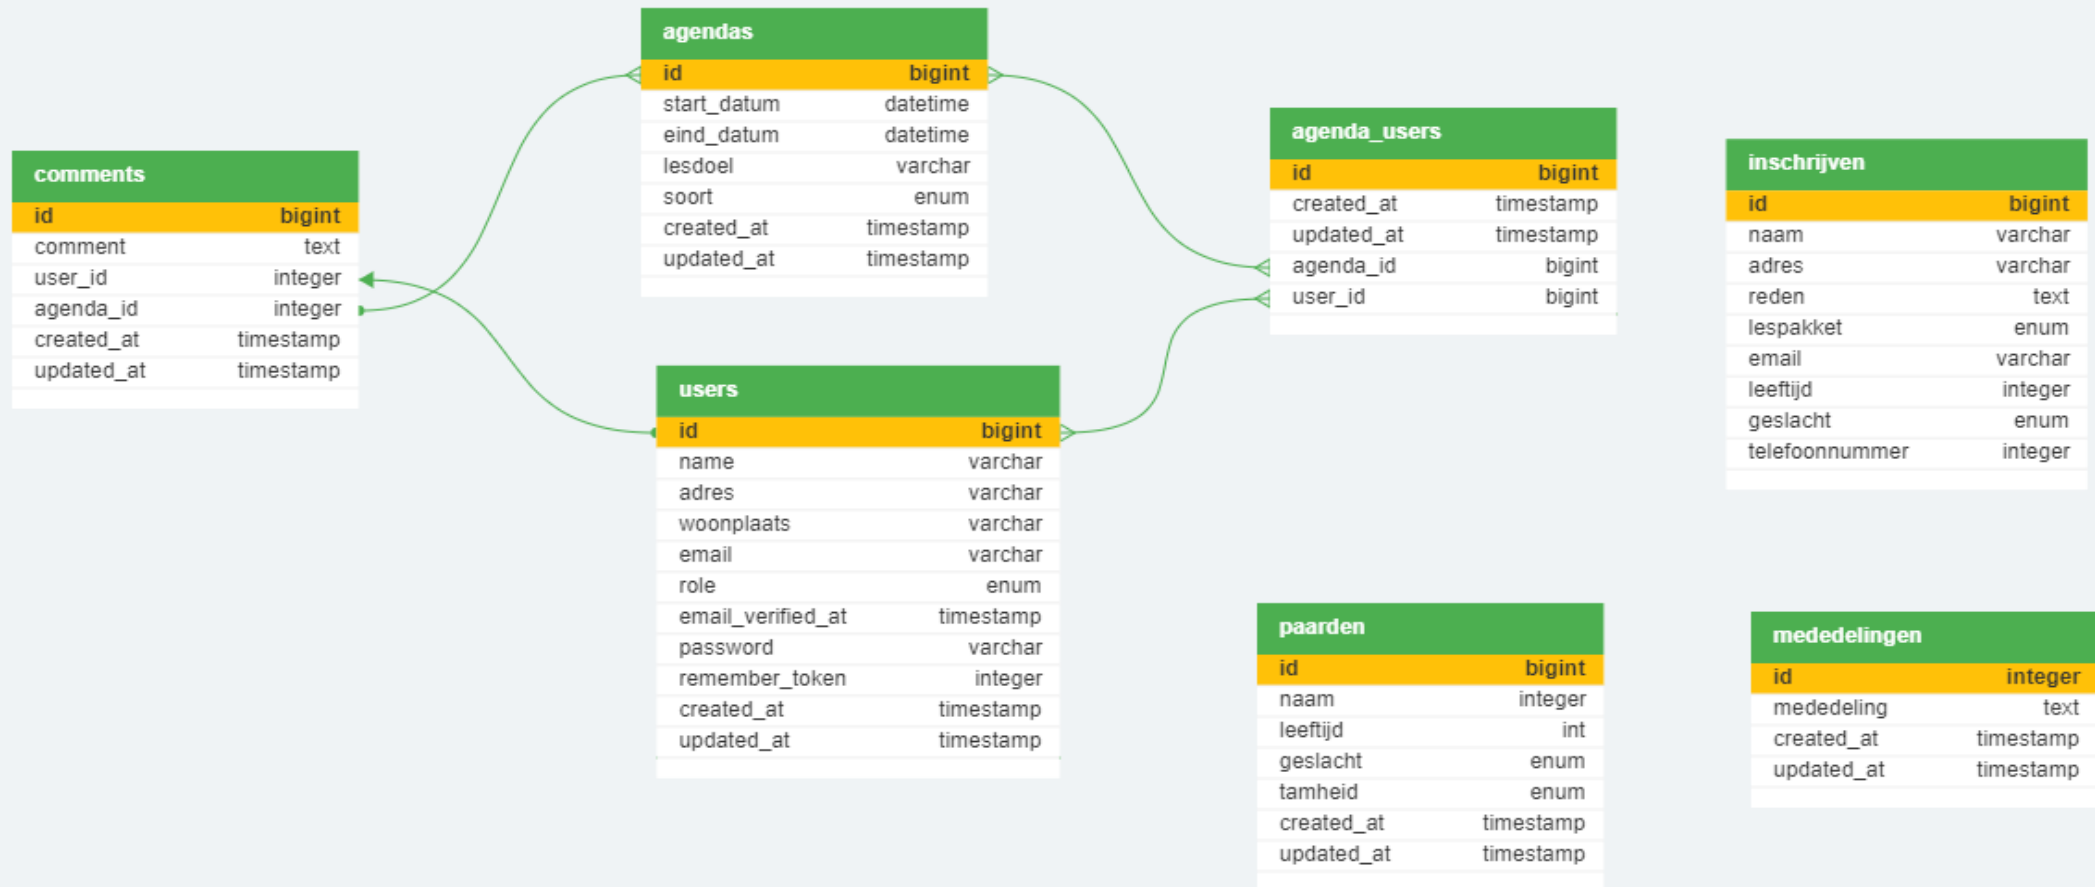 agendas
id bigint
start_datum datetime
eind_datum datetime
lesdoel varchar
soort enum
created_at timestamp
updated_at timestamp
comments
id bigint
comment text
user_id integer
agenda_id integer
created_at timestamp
updated_at timestamp
agenda_users
id bigint
created_at timestamp
updated_at timestamp
agenda_id bigint
user_id bigint
inschrijven
id bigint
naam varchar
adres varchar
reden text
lespakket enum
email varchar
leeftijd integer
geslacht enum
telefoonnummer integer
users
id bigint
name varchar
adres varchar
woonplaats varchar
email varchar
role enum
email_verified_at timestamp
password varchar
remember_token integer
created_at timestamp
updated_at timestamp
paarden
id bigint
naam integer
leeftijd int
geslacht enum
tamheid enum
created_at timestamp
updated_at timestamp
mededelingen
id integer
mededeling text
created_at timestamp
updated_at timestamp